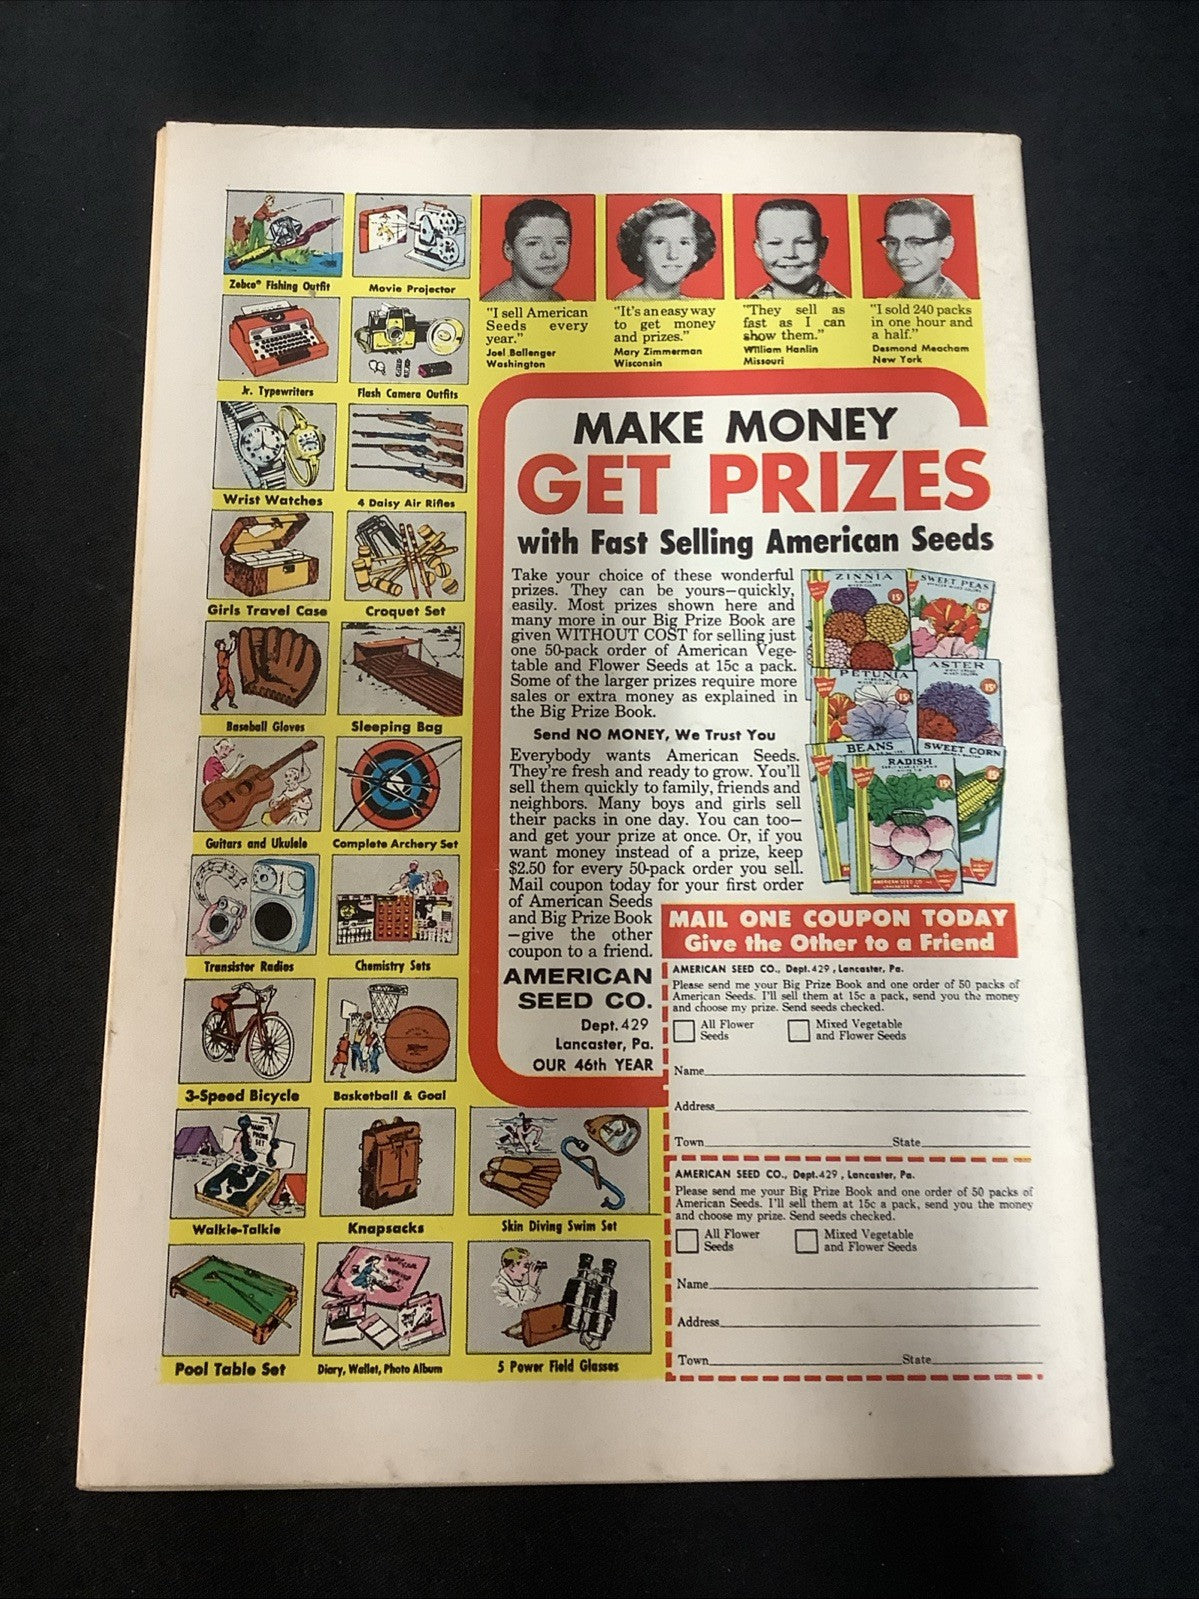 Zebco® Fishing Outfit
Movie Projector
Jr. Typewriters
Flash Camera Outfits
Wrist Watches
4 Daisy Air Rifles
Girls Travel Case
Croquet Set
Baseball Gloves
Sleeping Bag
Guitars and Ukulele
Complete Archery Set
Transistor Radios
Chemistry Sets
3-Speed Bicycle
Basketball & Goal
HAND
PHONE
SET
Walkie-Talkie
Knapsacks
Skin Diving Swim Set
Pool Table Set
Diary, Wallet, Photo Album
5 Power Field Glasses
"I sell American
Seeds every
year."
Joel Ballenger
Washington
"It's an easy way
to get money
and prizes."
Mary Zimmerman
Wisconsin
"They sell as
fast as I can
show them."
William Hanlin
Missouri
"I sold 240 packs
in one hour and
a half."
Desmond Meacham
New York
MAKE MONEY
GET PRIZES
with Fast Selling American Seeds
Take your choice of these wonderful
prizes. They can be yours—quickly,
easily. Most prizes shown here and
many more in our Big Prize Book are
given WITHOUT COST for selling just
one 50-pack order of American Vege-
table and Flower Seeds at 15c a pack.
Some of the larger prizes require more
sales or extra money as explained in
the Big Prize Book.
Send NO MONEY, We Trust You
Everybody wants American Seeds.
They're fresh and ready to grow. You'll
sell them quickly to family, friends and
neighbors. Many boys and girls sell
their packs in one day. You can too—
and get your prize at once. Or, if you
want money instead of a prize, keep
$2.50 for every 50-pack order you sell.
Mail coupon today for your first order
of American Seeds
and Big Prize Book
—give the other
coupon to a friend.
AMERICAN
SEED CO.
Dept. 429
Lancaster, Pa.
OUR 46th YEAR
ZINNIA
15¢
SWEET PEAS
15¢
PETUNIA
15¢
ASTER
15¢
BEANS
SWEET CORN
15¢
RADISH
15¢
AMERICAN SEED CO.
LANCASTER, PA.
MAIL ONE COUPON TODAY
Give the Other to a Friend
AMERICAN SEED CO., Dept. 429, Lancaster, Pa.
Please send me your Big Prize Book and one order of 50 packs of
American Seeds. I'll sell them at 15c a pack, send you the money
and choose my prize. Send seeds checked.
All Flower
Seeds
Mixed Vegetable
and Flower Seeds
Name
Address
Town State
AMERICAN SEED CO., Dept. 429, Lancaster, Pa.
Please send me your Big Prize Book and one order of 50 packs of
American Seeds. I'll sell them at 15c a pack, send you the money
and choose my prize. Send seeds checked.
All Flower
Seeds
Mixed Vegetable
and Flower Seeds
Name
Address
Town State